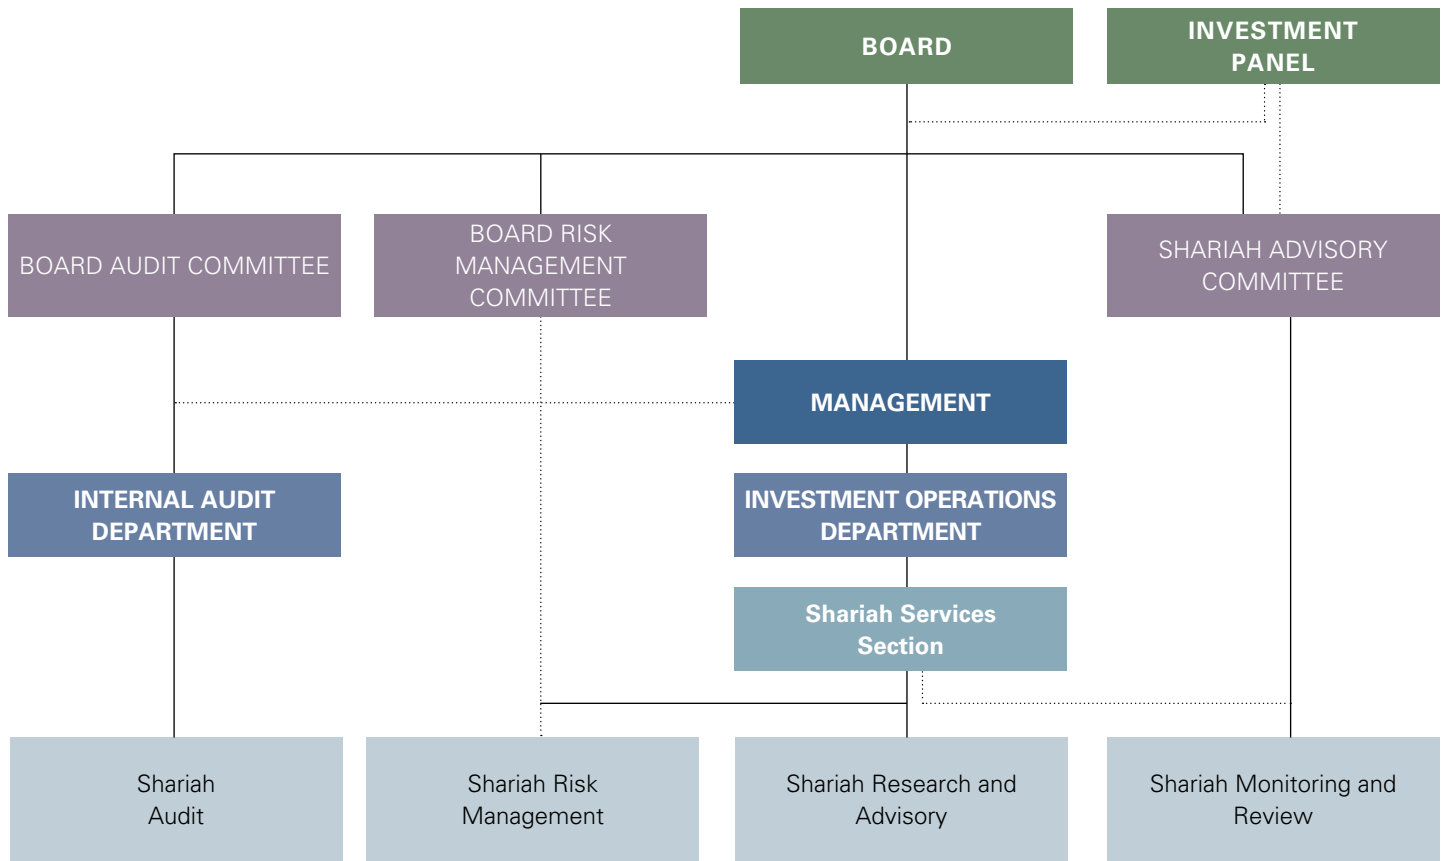 BOARD
INVESTMENT
PANEL
BOARD AUDIT COMMITTEE
BOARD RISK
MANAGEMENT
COMMITTEE
SHARIAH ADVISORY
COMMITTEE
MANAGEMENT
INTERNAL AUDIT
DEPARTMENT
INVESTMENT OPERATIONS
DEPARTMENT
Shariah Services
Section
Shariah
Audit
Shariah Risk
Management
Shariah Research and
Advisory
Shariah Monitoring and
Review